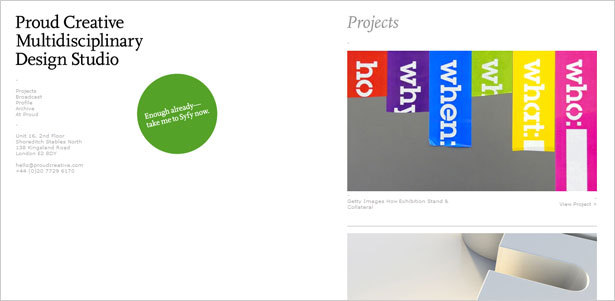 Proud Creative
Multidisciplinary
Design Studio
-
Projects
Broadcast
Profile
Archive
At Proud
-
Unit 16, 2nd Floor
Shoreditch Stables North
138 Kingsland Road
London E2 8DY
hello@proudcreative.com
+44 (0)20 7729 6170
Enough already—
take me to Syfy now.
Projects
ho
why
when:
wh
what:
who:
Getty Images How Exhibition Stand &
Collateral
View Project +